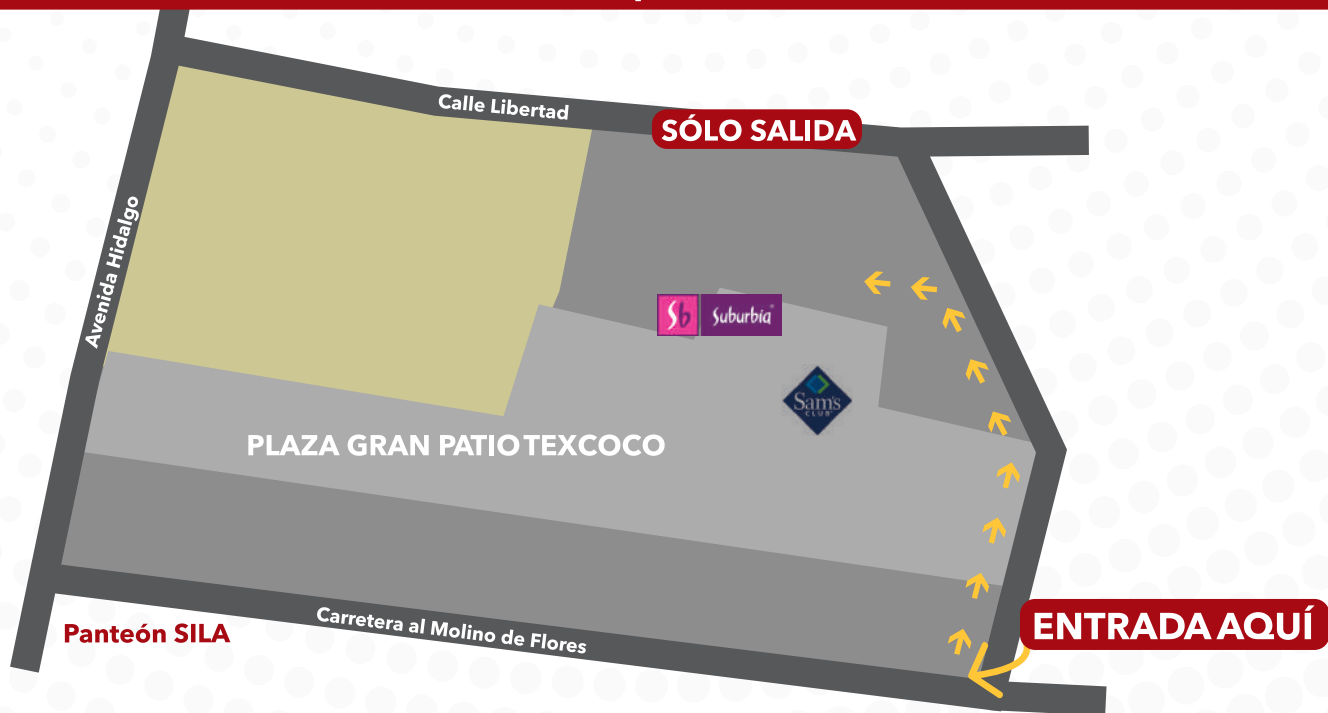 Calle Libertad
SÓLO SALIDA
Avenida Hidalgo
Sb Suburbia
Sam's
CLUB
PLAZA GRAN PATIO TEXCOCO
ENTRADA AQUÍ
Carretera al Molino de Flores
Panteón SILA